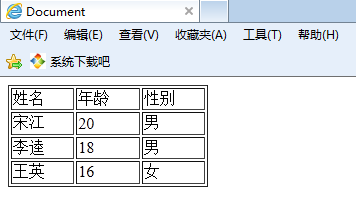 Document
文件(F) 编辑(E) 查看(V) 收藏夹(A) 工具(T) 帮助(H)
系统下载吧
姓名 年龄 性别
宋江 20 男
李逵 18 男
王英 16 女